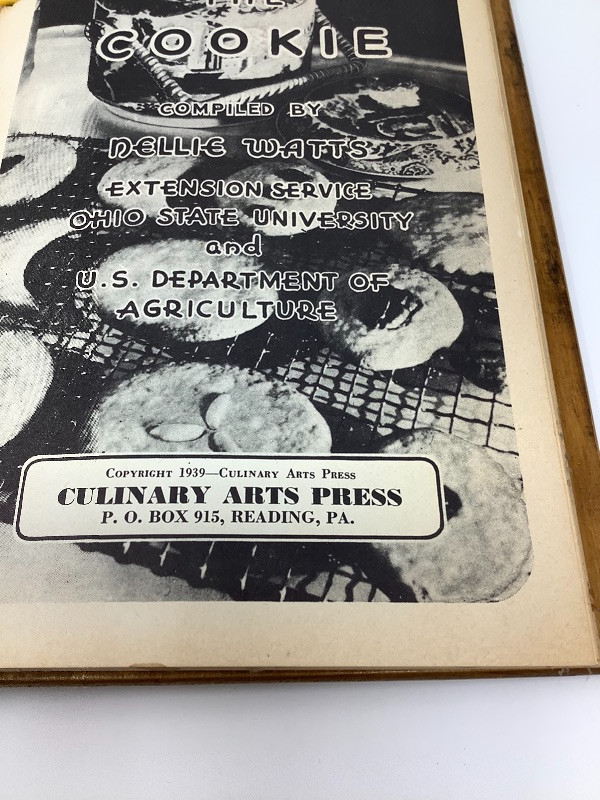 THE
COOKIE
COMPILED BY
NELLIE WATTS
EXTENSION SERVICE
OHIO STATE UNIVERSITY
and
U.S. DEPARTMENT OF
AGRICULTURE
COPYRIGHT 1939—CULINARY ARTS PRESS
CULINARY ARTS PRESS
P. O. BOX 915, READING, PA.